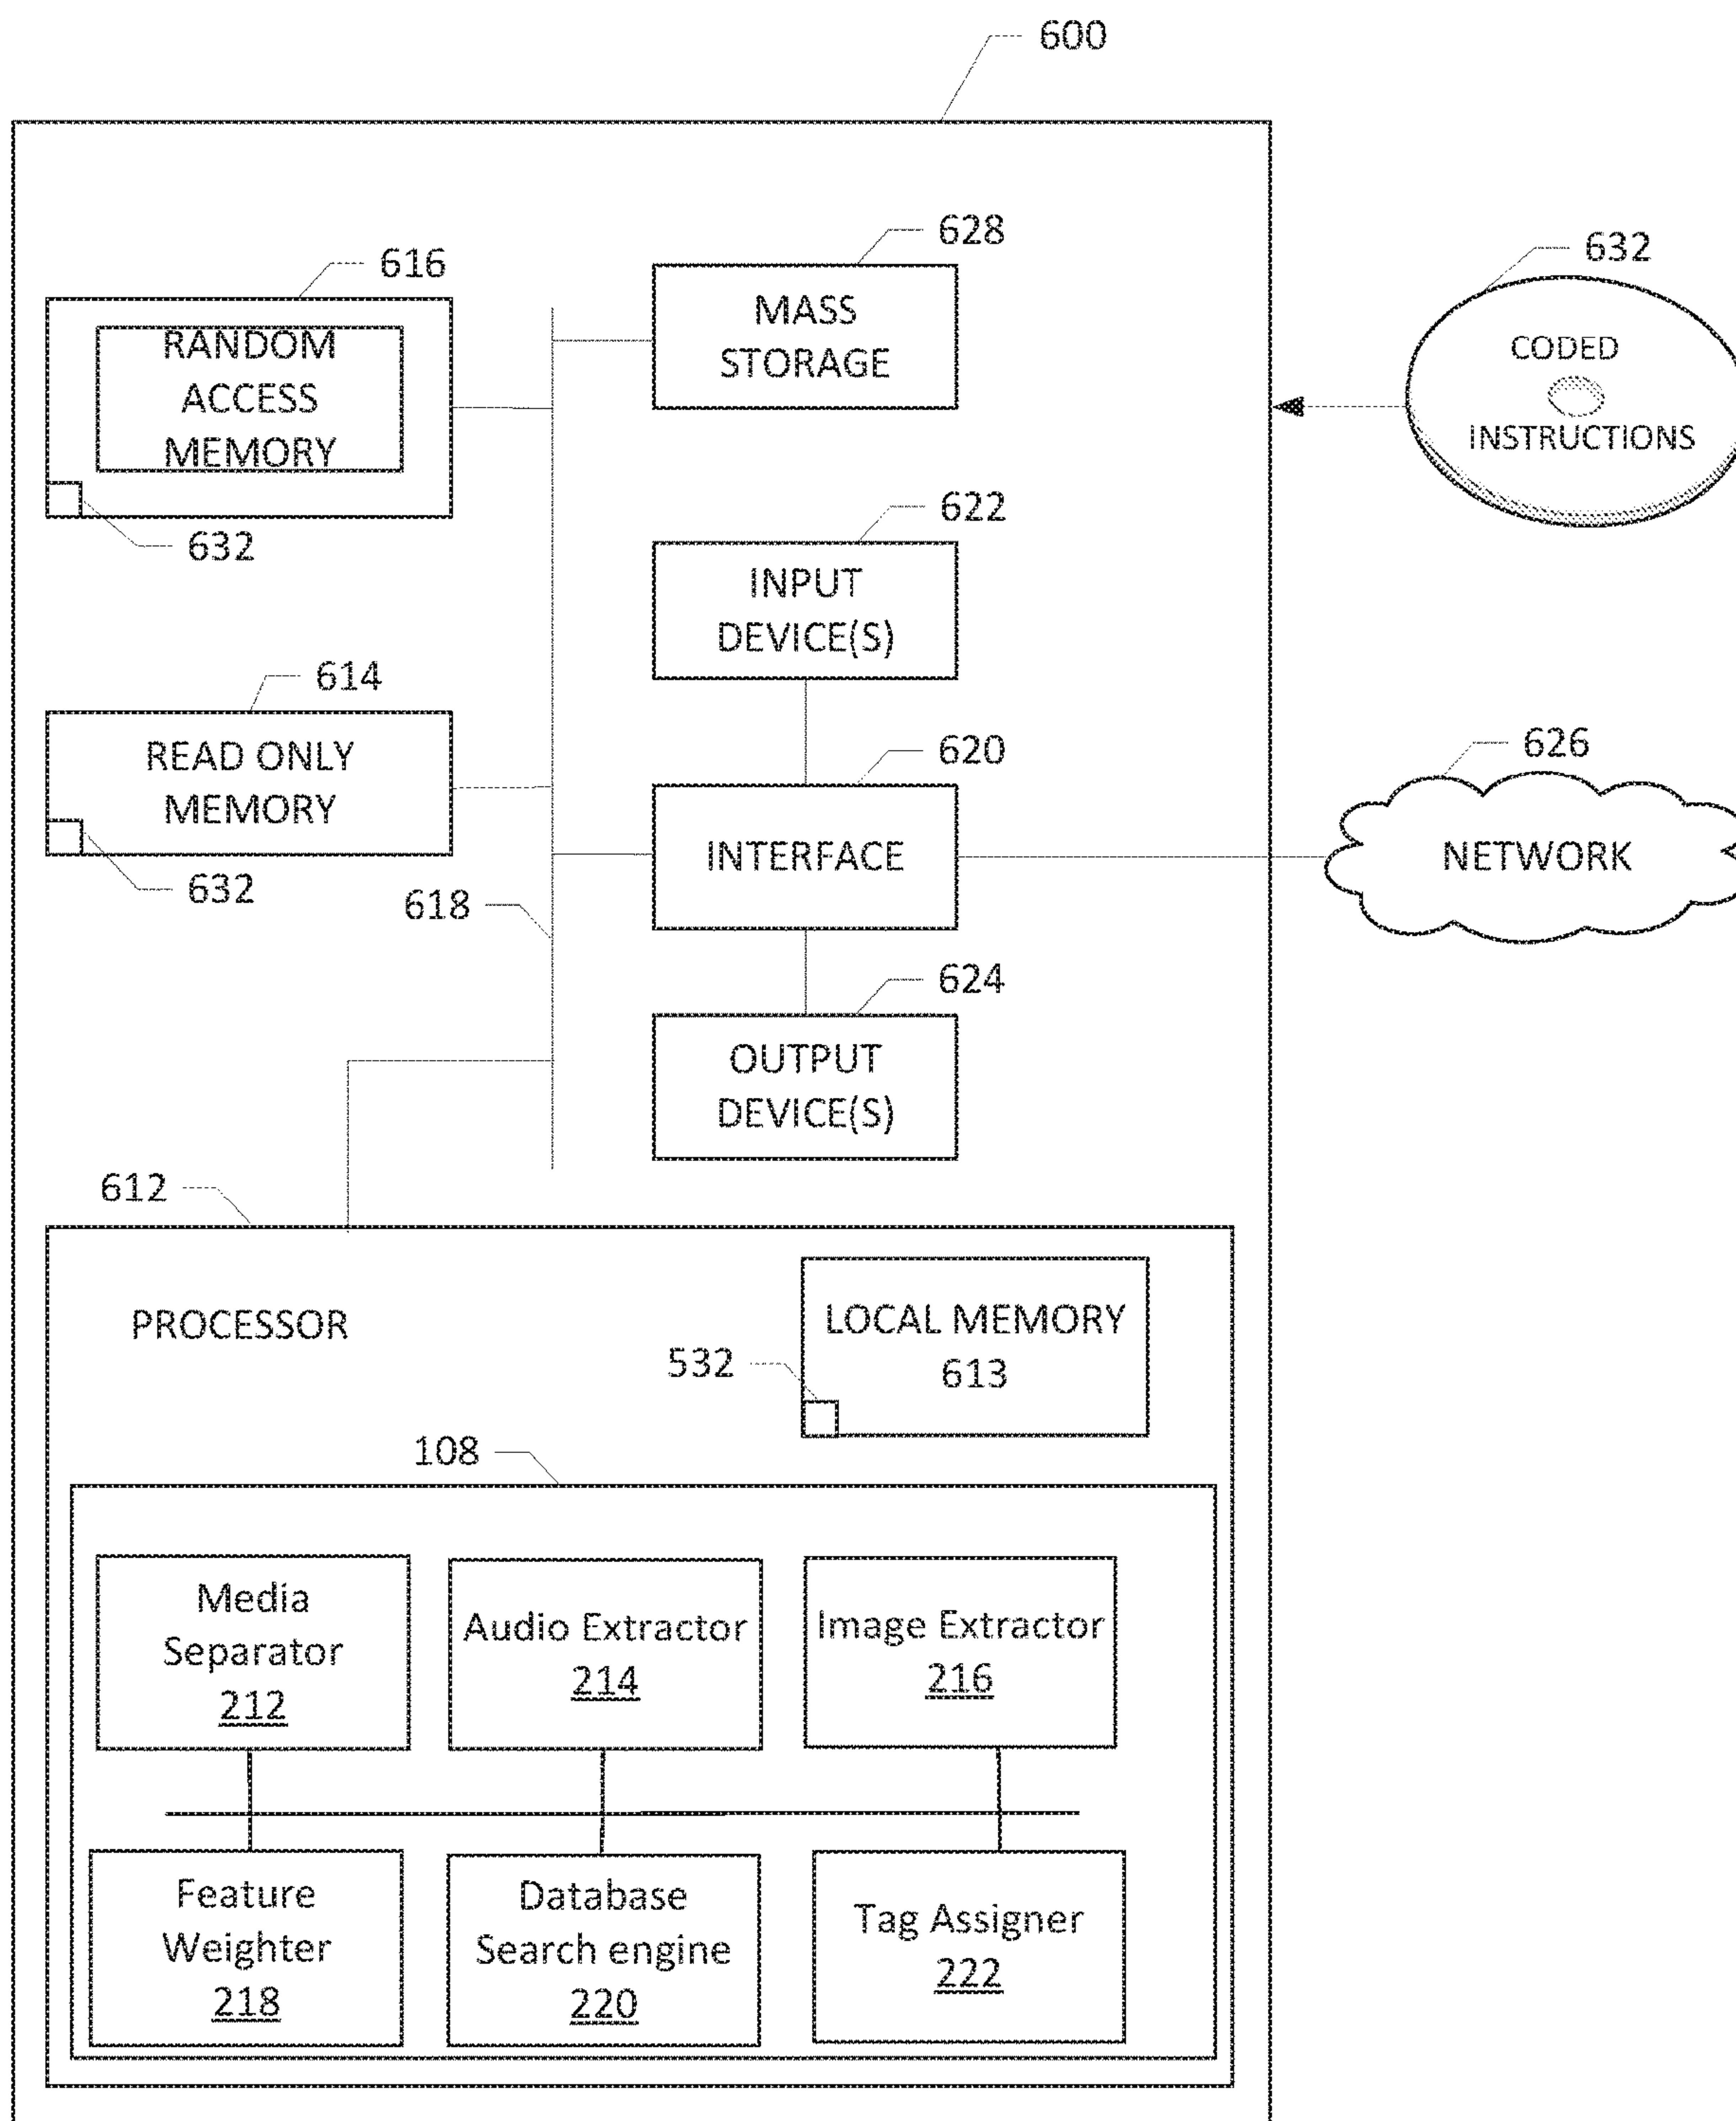 600
628
616
632
MASS
STORAGE
RANDOM
ACCESS
MEMORY
CODED
INSTRUCTIONS
632
622
INPUT
DEVICE(S)
614
READ ONLY
MEMORY
620
626
INTERFACE
NETWORK
632
618
624
OUTPUT
DEVICE(S)
612
PROCESSOR
LOCAL MEMORY
613
532
108
Media
Separator
212
Audio Extractor
214
Image Extractor
216
Feature
Weighter
218
Database
Search engine
220
Tag Assigner
222